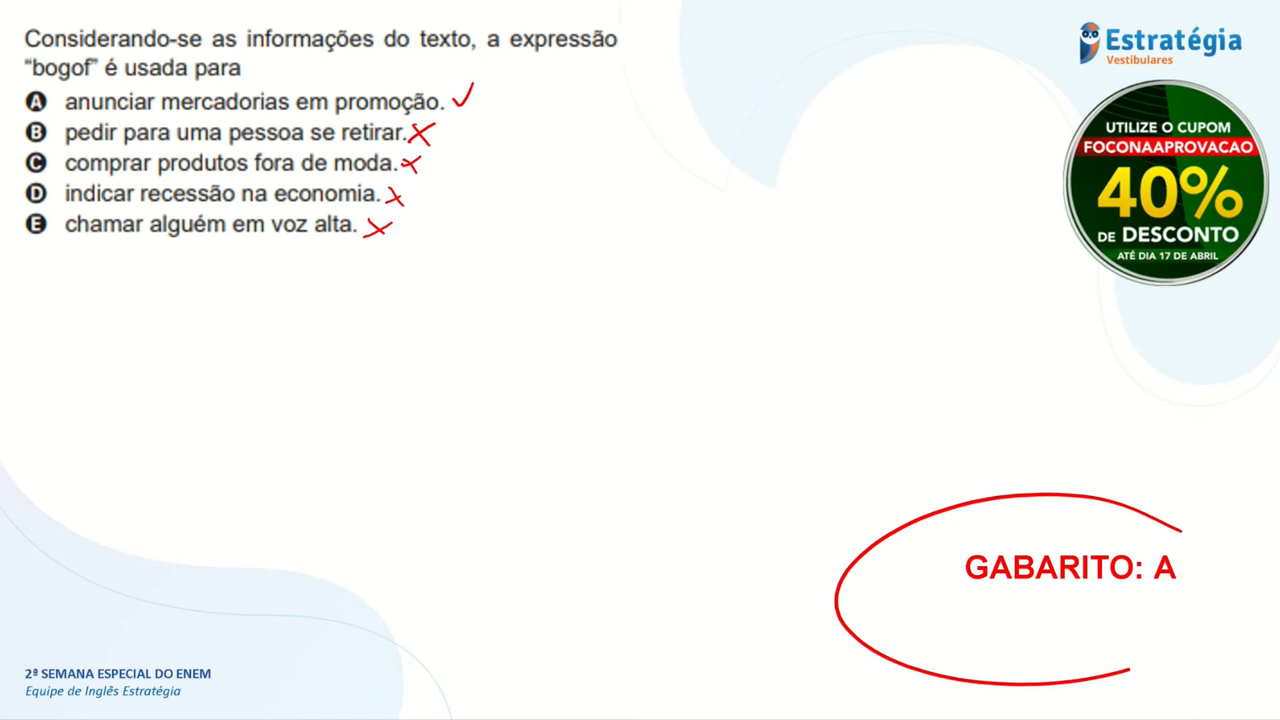 Considerando-se as informações do texto, a expressão
“bogof” é usada para
A anunciar mercadorias em promoção.
B pedir para uma pessoa se retirar.
C comprar produtos fora de moda.
D indicar recessão na economia.
E chamar alguém em voz alta.
Estratégia
Vestibulares
UTILIZE O CUPOM
FOCONAAPROVACAO
40%
DE DESCONTO
ATÉ DIA 17 DE ABRIL
GABARITO: A
2ª SEMANA ESPECIAL DO ENEM
Equipe de Inglês Estratégia